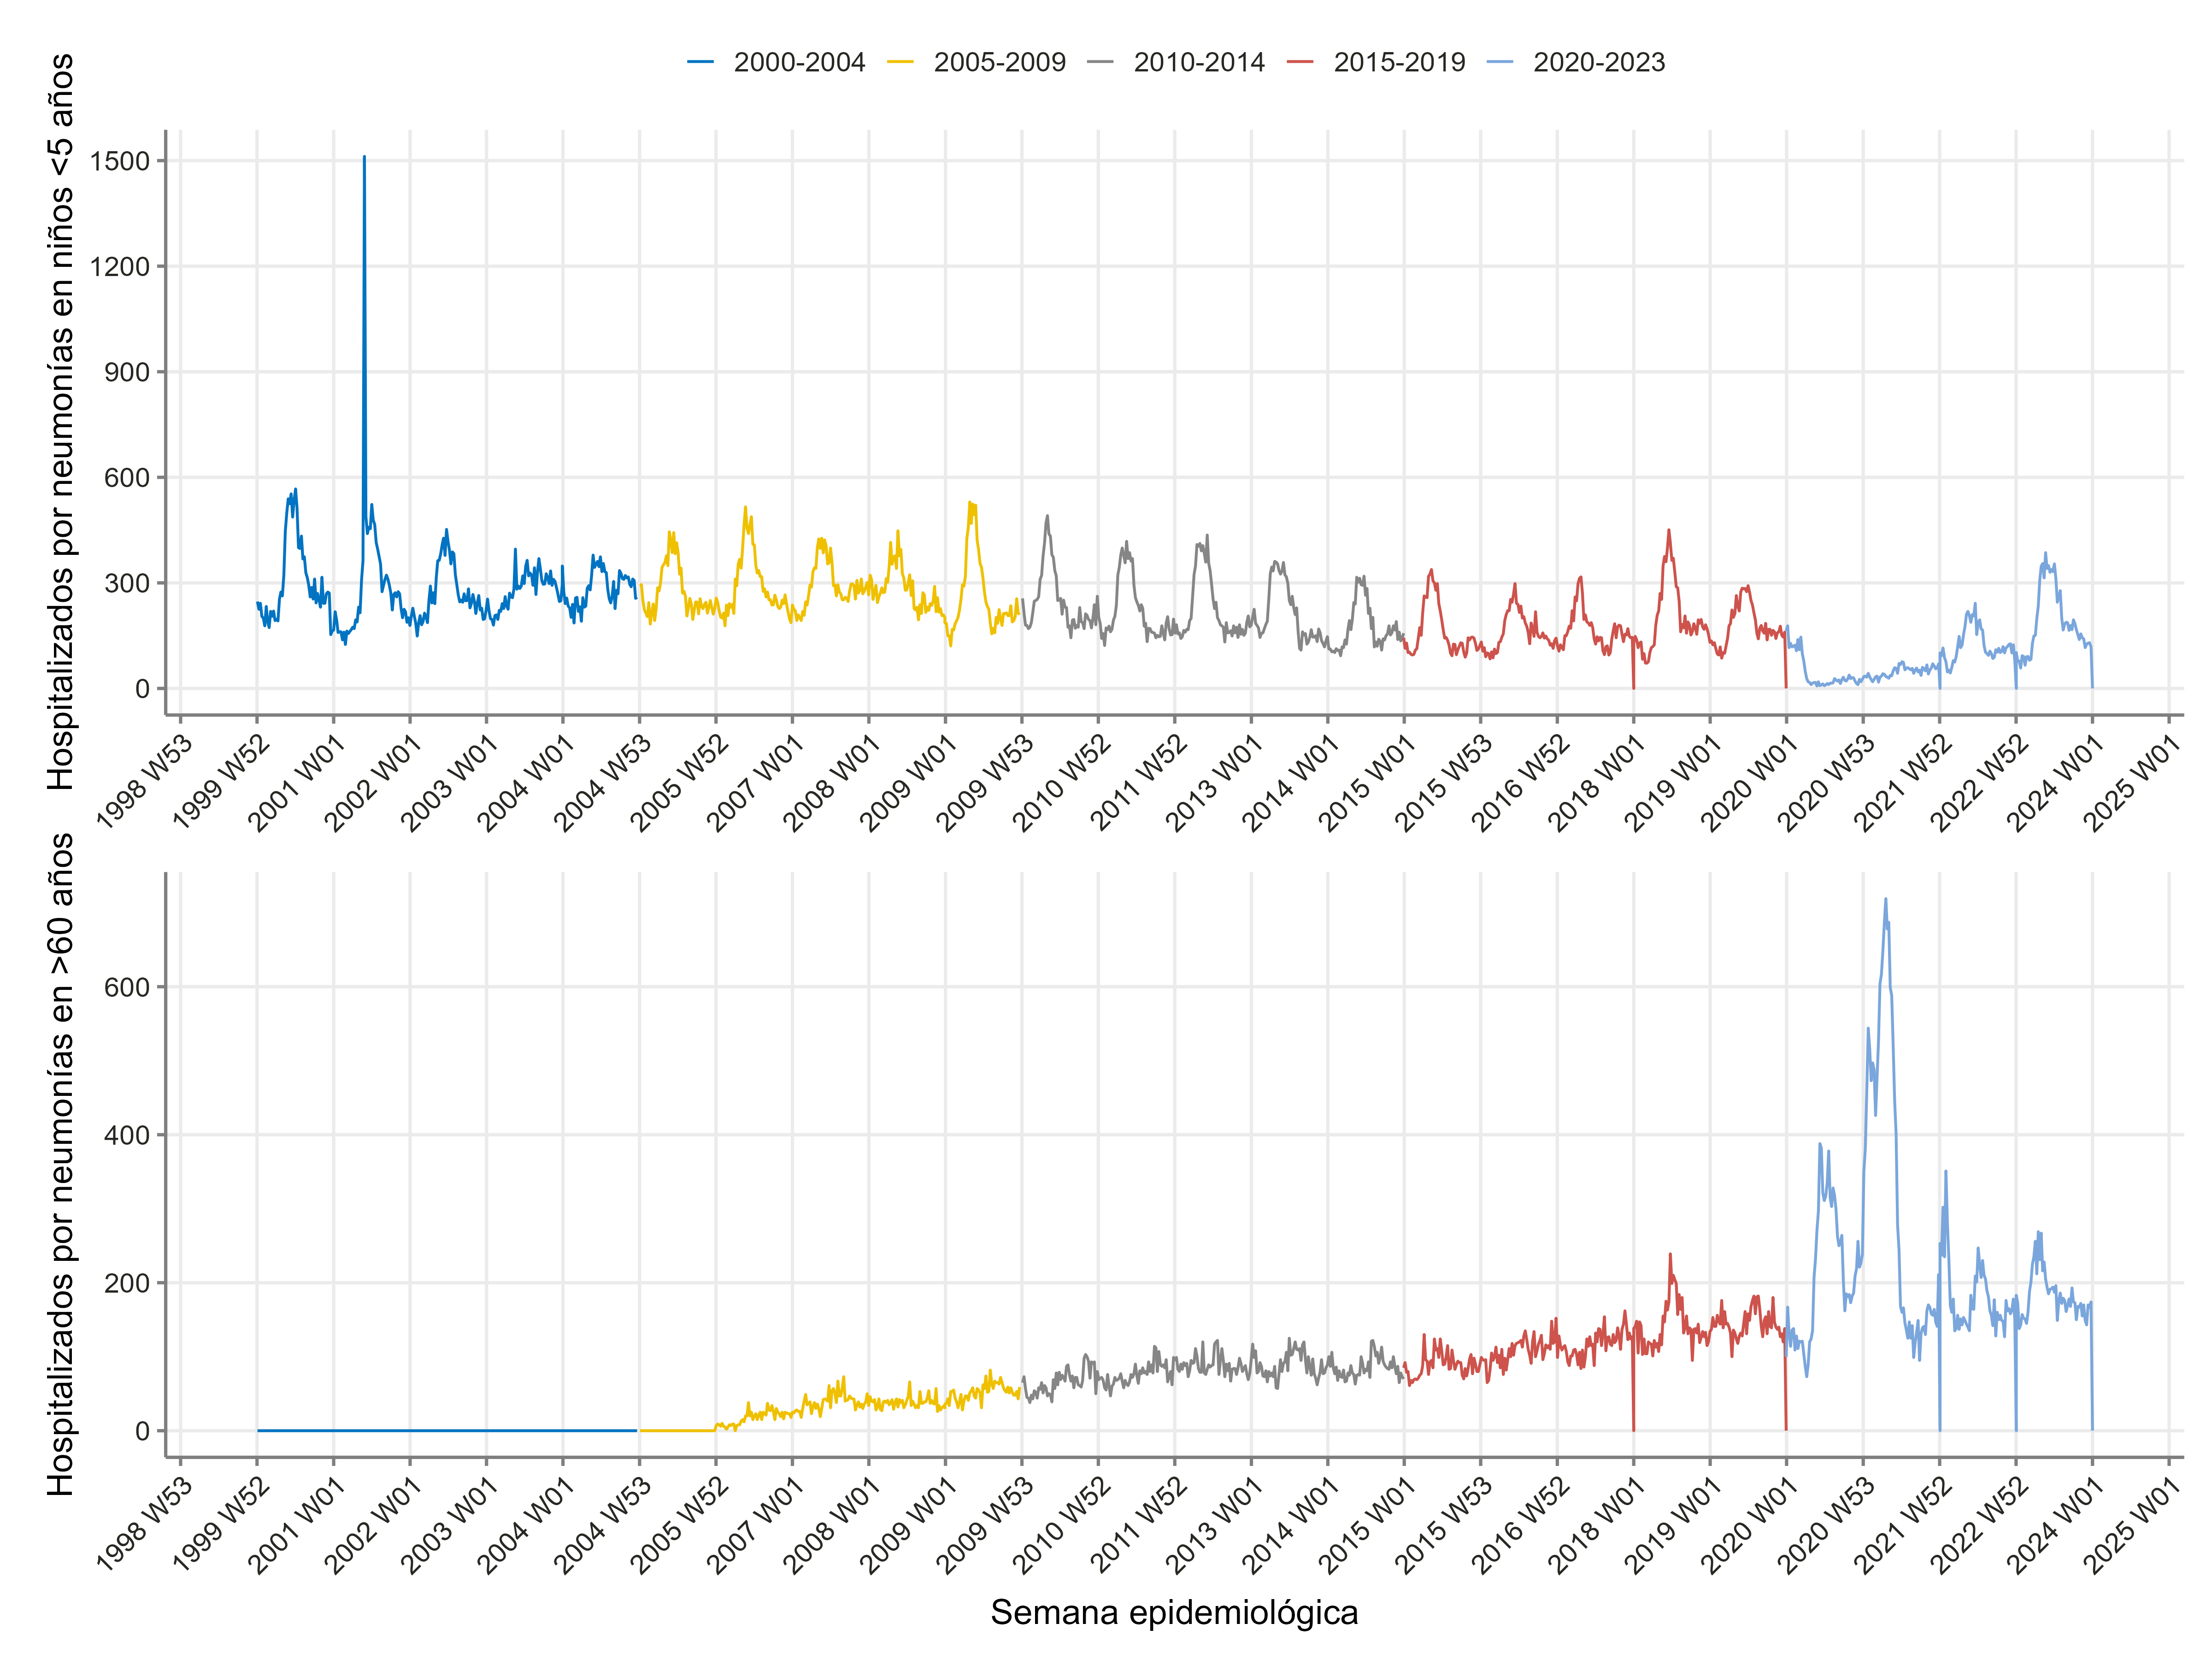 2000-2004 2005-2009 2010-2014 2015-2019 2020-2023
Hospitalizados por neumonías en niños <5 años
1500
1200
900
600
300
0
1998 W53 1999 W52 2001 W01 2002 W01 2003 W01 2004 W01 2004 W53 2005 W52 2007 W01 2008 W01 2009 W01 2009 W53 2010 W52 2011 W52 2013 W01 2014 W01 2015 W01 2015 W53 2016 W52 2018 W01 2019 W01 2020 W01 2020 W53 2021 W52 2022 W52 2024 W01 2025 W01
Hospitalizados por neumonías en >60 años
600
400
200
0
1998 W53 1999 W52 2001 W01 2002 W01 2003 W01 2004 W01 2004 W53 2005 W52 2007 W01 2008 W01 2009 W01 2009 W53 2010 W52 2011 W52 2013 W01 2014 W01 2015 W01 2015 W53 2016 W52 2018 W01 2019 W01 2020 W01 2020 W53 2021 W52 2022 W52 2024 W01 2025 W01
Semana epidemiológica